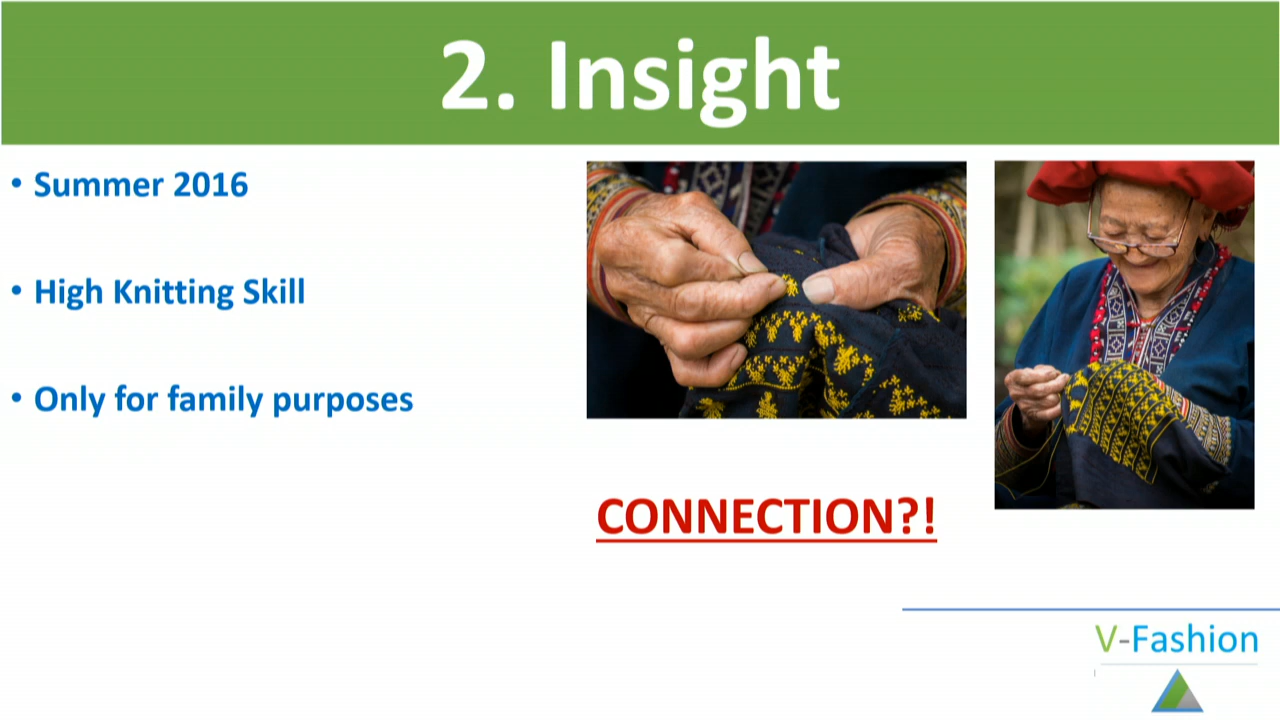 2. Insight
• Summer 2016
• High Knitting Skill
• Only for family purposes
CONNECTION?!
V-Fashion